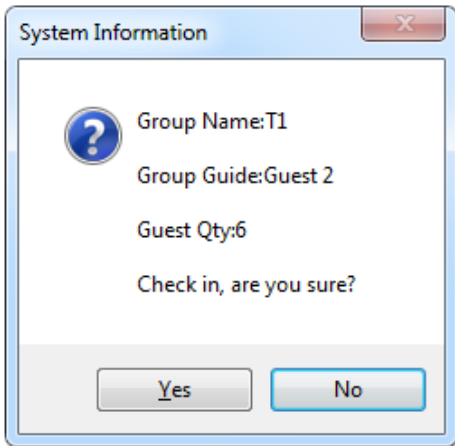 System Information
Group Name:T1
Group Guide:Guest 2
Guest Qty:6
Check in, are you sure?
Yes No